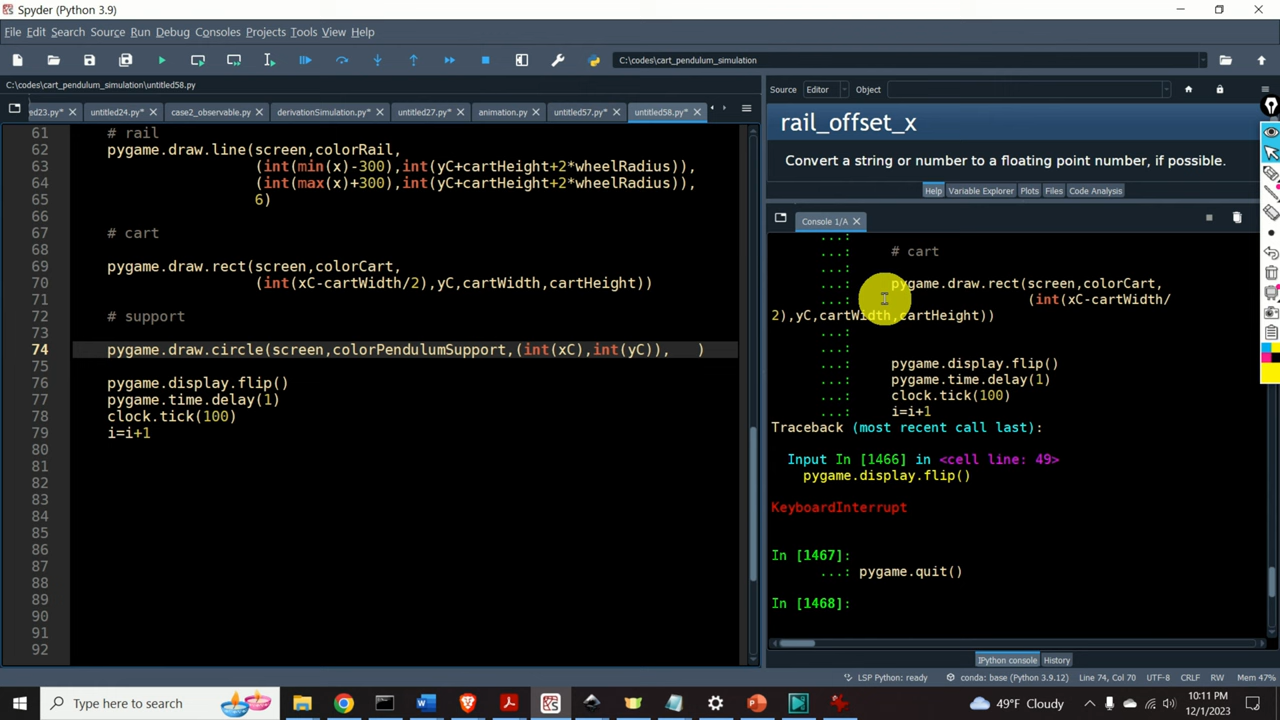 Spyder (Python 3.9)
File Edit Search Source Run Debug Consoles Projects Tools View Help
C:\codes\cart_pendulum_simulation
C:\codes\cart_pendulum_simulation\untitled58.py
ed23.py* untitled24.py* case2_observable.py derivationSimulation.py* untitled27.py* animation.py untitled57.py* untitled58.py*
61 # rail
62 pygame.draw.line(screen,colorRail,
63 (int(min(x)-300),int(yC+cartHeight+2*wheelRadius)),
64 (int(max(x)+300),int(yC+cartHeight+2*wheelRadius)),
65 6)
66
67 # cart
68
69 pygame.draw.rect(screen,colorCart,
70 (int(xC-cartWidth/2),yC,cartWidth,cartHeight))
71
72 # support
73
74 pygame.draw.circle(screen,colorPendulumSupport,(int(xC),int(yC)), )
75
76 pygame.display.flip()
77 pygame.time.delay(1)
78 clock.tick(100)
79 i=i+1
80
81
82
83
84
85
86
87
88
89
90
91
92
Source Editor Object
rail_offset_x
Convert a string or number to a floating point number, if possible.
Help Variable Explorer Plots Files Code Analysis
Console 1/A
...:
...: # cart
...:
...: pygame.draw.rect(screen,colorCart,
...: (int(xC-cartWidth/
2),yC,cartWidth,cartHeight))
...:
...:
...: pygame.display.flip()
...: pygame.time.delay(1)
...: clock.tick(100)
...: i=i+1
Traceback (most recent call last):
Input In [1466] in <cell line: 49>
pygame.display.flip()
KeyboardInterrupt
In [1467]:
...: pygame.quit()
In [1468]:
IPython console History
LSP Python: ready conda: base (Python 3.9.12) Line 74, Col 70 UTF-8 CRLF RW Mem 47%
Type here to search
49°F Cloudy
10:11 PM
12/1/2023